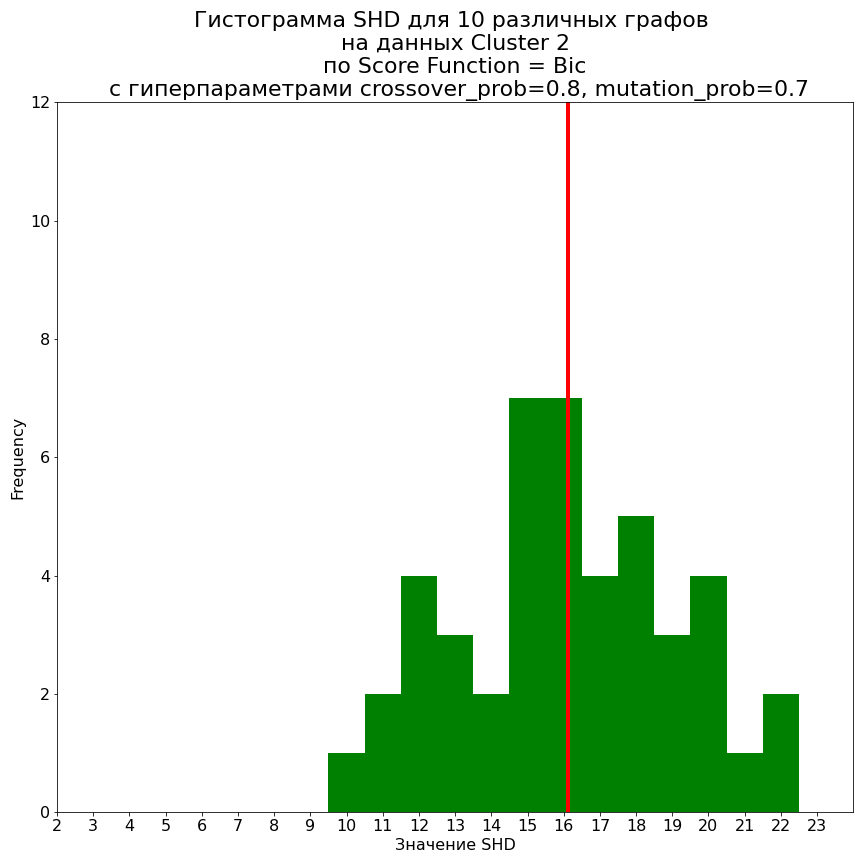 Гистограмма SHD для 10 различных графов
на данных Cluster 2
по Score Function = Bic
с гиперпараметрами crossover_prob=0.8, mutation_prob=0.7
12
10
8
6
4
2
0
Frequency
2 3 4 5 6 7 8 9 10 11 12 13 14 15 16 17 18 19 20 21 22 23
Значение SHD